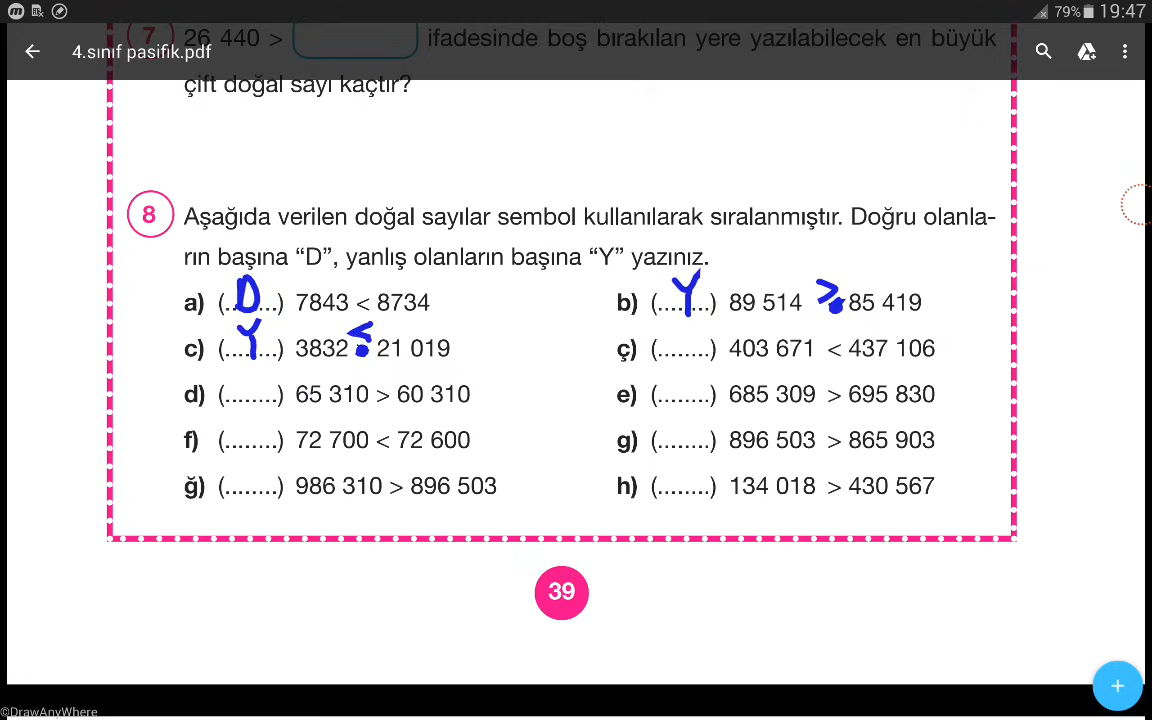 79% 19:47
7 26 440 > ifadesinde boş bırakılan yere yazılabilecek en büyük
4.sınıf pasifik.pdf
çift doğal sayı kaçtır?
8 Aşağıda verilen doğal sayılar sembol kullanılarak sıralanmıştır. Doğru olanla-
rın başına “D”, yanlış olanların başına “Y” yazınız.
a) (..D...) 7843 < 8734
b) (....Y...) 89 514 > 85 419
c) (....Y...) 3832 < 21 019
ç) (........) 403 671 < 437 106
d) (........) 65 310 > 60 310
e) (........) 685 309 > 695 830
f) (........) 72 700 < 72 600
g) (........) 896 503 > 865 903
ğ) (........) 986 310 > 896 503
h) (........) 134 018 > 430 567
39
©DrawAnyWhere